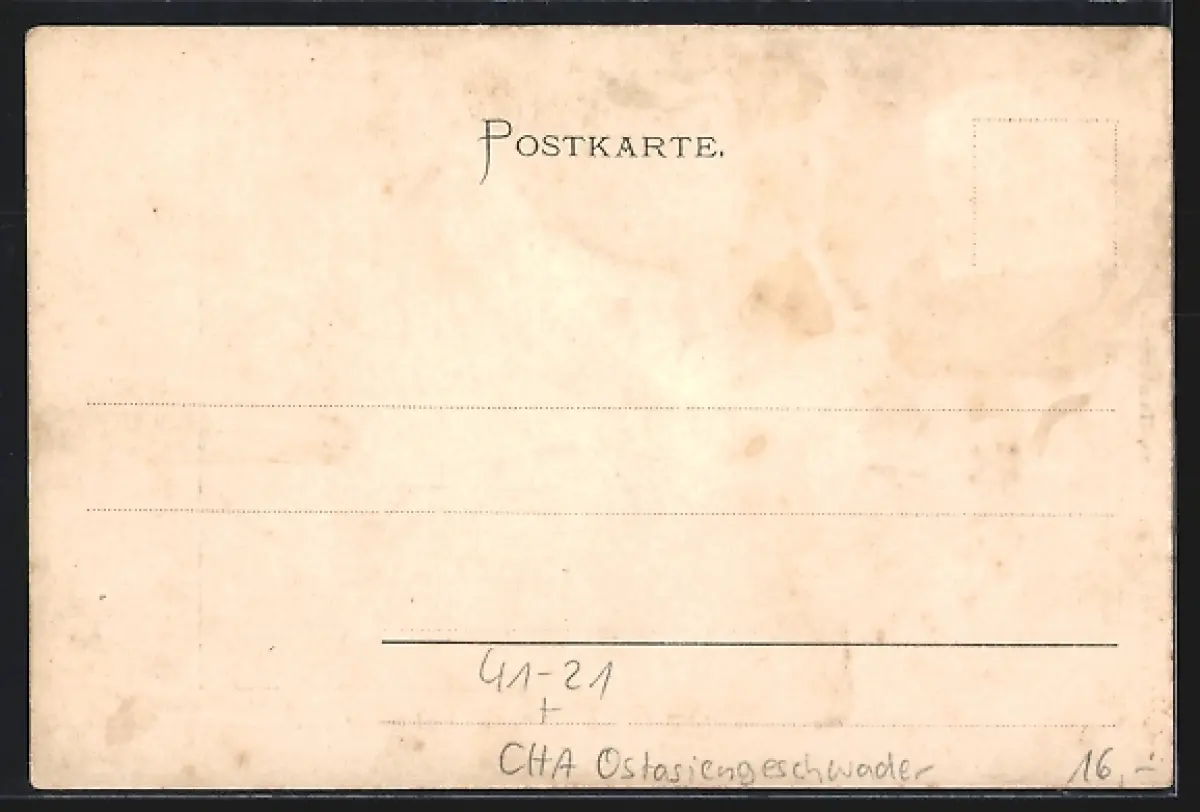 POSTKARTE.
41-21
+
CHA Ostasiengeschwader 16,-